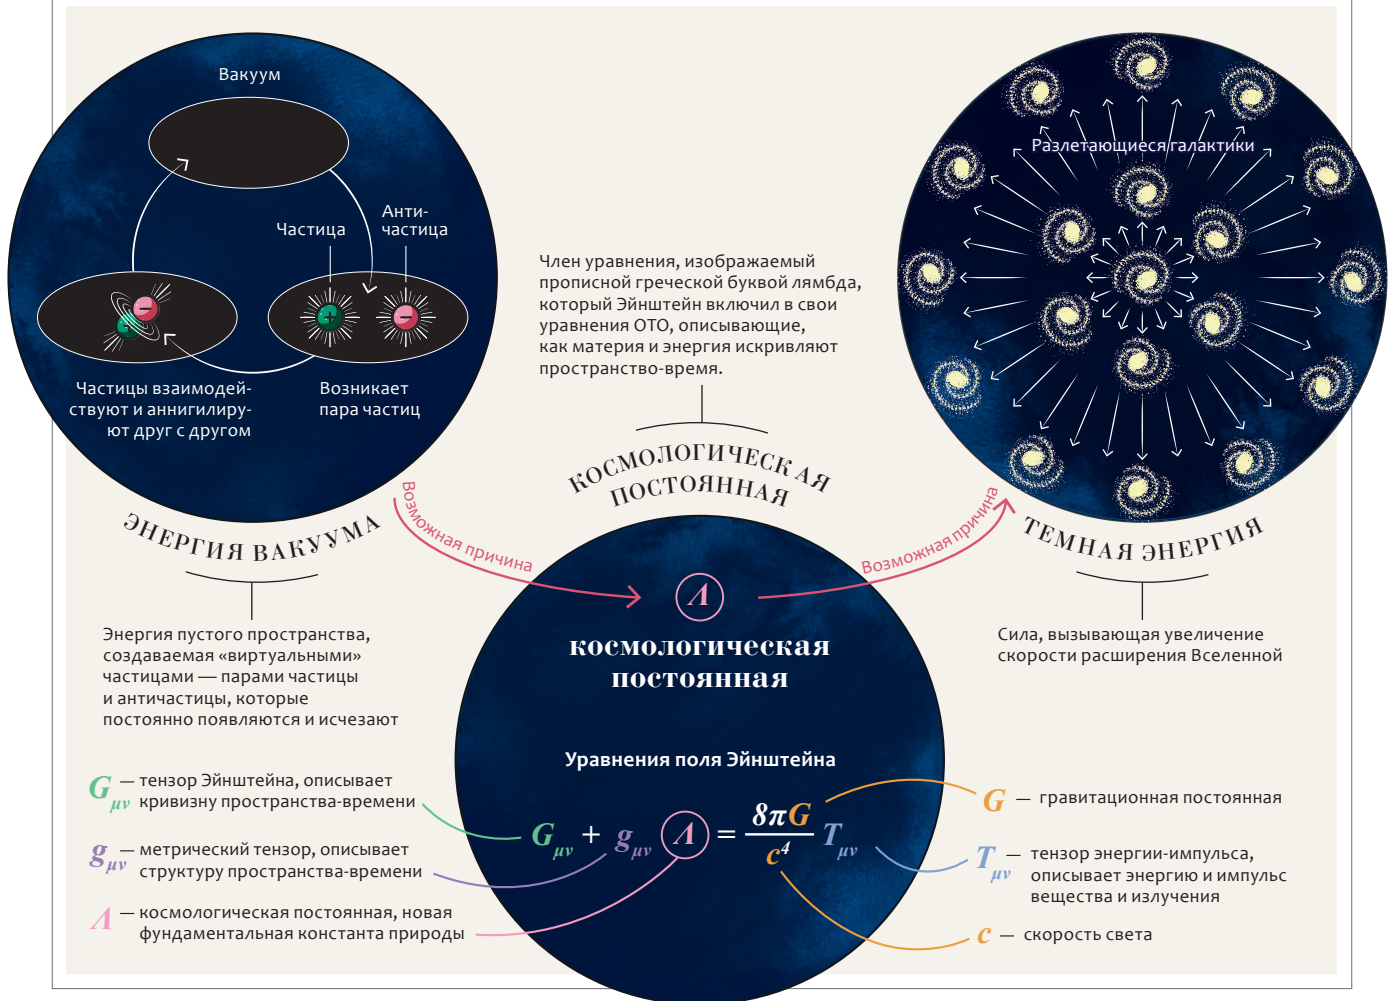 Вакуум
Частица
Анти-
частица
Частицы взаимодей-
ствуют и аннигилиру-
ют друг с другом
Возникает
пара частиц
ЭНЕРГИЯ ВАКУУМА
Энергия пустого пространства,
создаваемая «виртуальными»
частицами — парами частицы
и античастицы, которые
постоянно появляются и исчезают
Возможная причина
Член уравнения, изображаемый
прописной греческой буквой лямбда,
который Эйнштейн включил в свои
уравнения ОТО, описывающие,
как материя и энергия искривляют
пространство-время.
КОСМОЛОГИЧЕСКАЯ
ПОСТОЯННАЯ
Λ
космологическая
постоянная
Возможная причина
Разлетающиеся галактики
ТЕМНАЯ ЭНЕРГИЯ
Сила, вызывающая увеличение
скорости расширения Вселенной
Уравнения поля Эйнштейна
Gμν + gμν Λ = 8πG/c⁴ Tμν
Gμν — тензор Эйнштейна, описывает
кривизну пространства-времени
gμν — метрический тензор, описывает
структуру пространства-времени
Λ — космологическая постоянная, новая
фундаментальная константа природы
G — гравитационная постоянная
Tμν — тензор энергии-импульса,
описывает энергию и импульс
вещества и излучения
c — скорость света